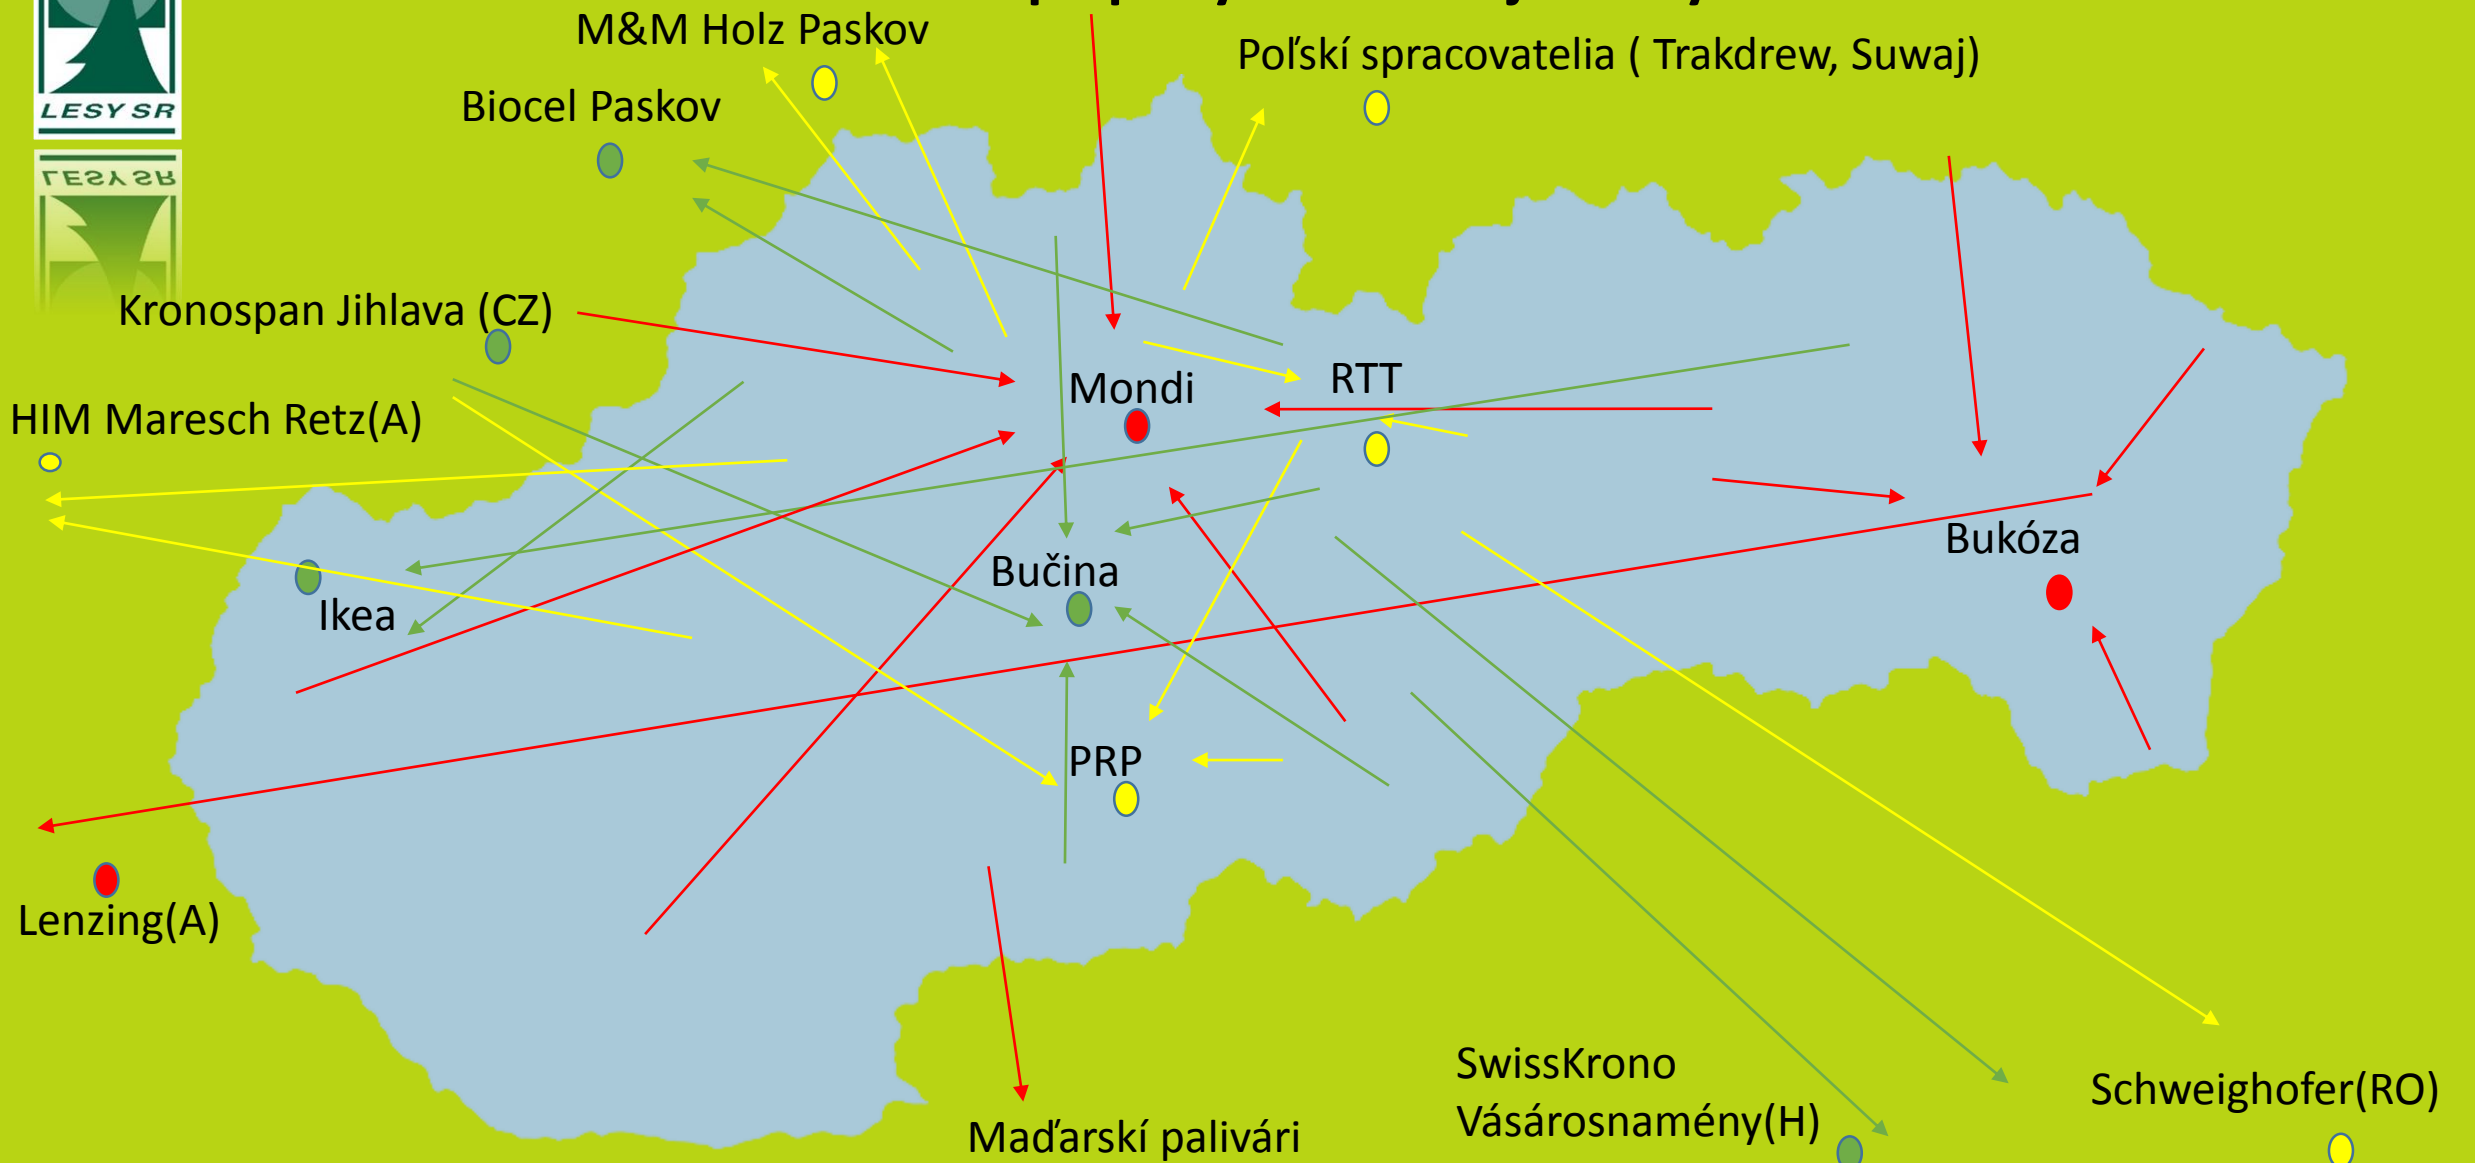 M&M Holz Paskov
Poľskí spracovatelia ( Trakdrew, Suwaj)
LESY SR
Biocel Paskov
Kronospan Jihlava (CZ)
HIM Maresch Retz(A)
Mondi
RTT
Bukóza
Bučina
Ikea
PRP
Lenzing(A)
SwissKrono
Vásárosnamény(H)
Schweighofer(RO)
Maďarskí palivári